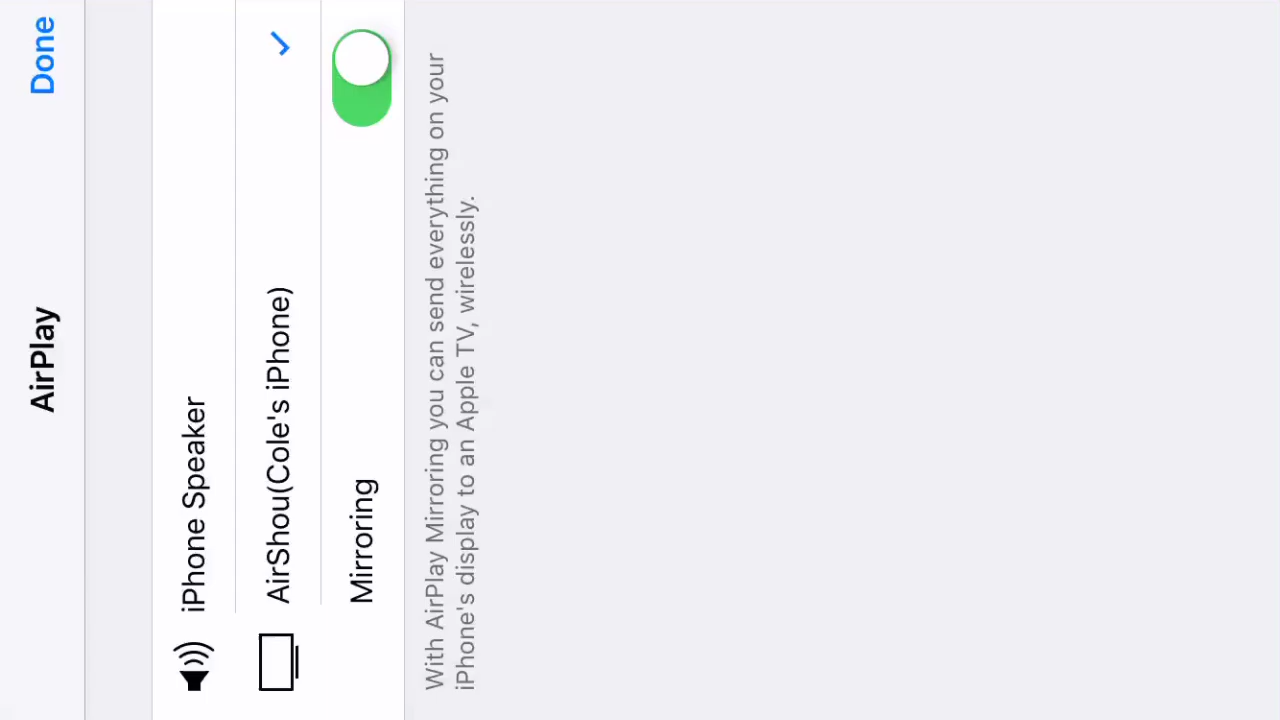 AirPlay
Done
iPhone Speaker
AirShou(Cole's iPhone)
Mirroring
With AirPlay Mirroring you can send everything on your
iPhone's display to an Apple TV, wirelessly.